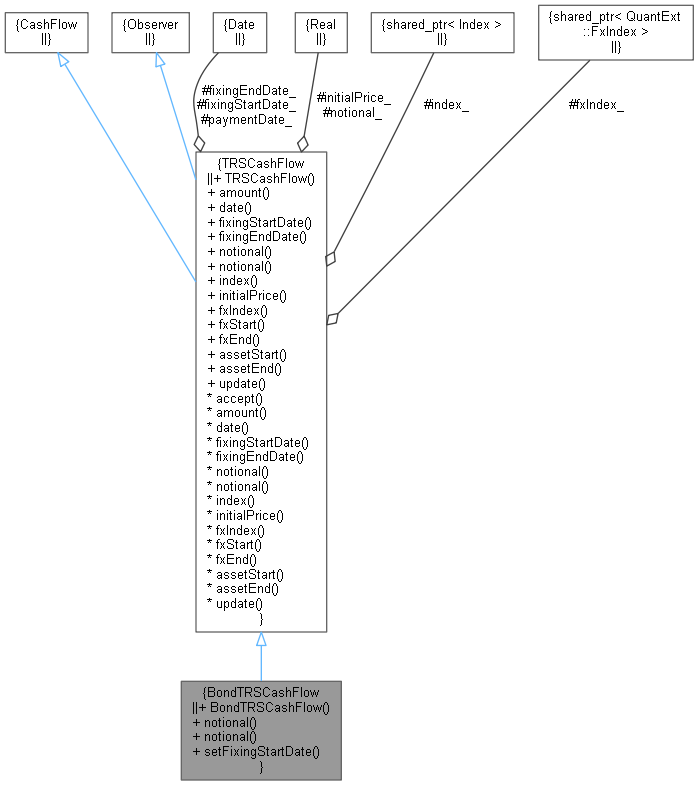 {CashFlow
||}
{Observer
||}
{Date
||}
{Real
||}
{shared_ptr< Index >
||}
{shared_ptr< QuantExt
::FxIndex >
||}
#fixingEndDate_
#fixingStartDate_
#paymentDate_
#initialPrice_
#notional_
#index_
#fxIndex_
{TRSCashFlow
||+ TRSCashFlow()
+ amount()
+ date()
+ fixingStartDate()
+ fixingEndDate()
+ notional()
+ notional()
+ index()
+ initialPrice()
+ fxIndex()
+ fxStart()
+ fxEnd()
+ assetStart()
+ assetEnd()
+ update()
* accept()
* amount()
* date()
* fixingStartDate()
* fixingEndDate()
* notional()
* notional()
* index()
* initialPrice()
* fxIndex()
* fxStart()
* fxEnd()
* assetStart()
* assetEnd()
* update()
}
{BondTRSCashFlow
||+ BondTRSCashFlow()
+ notional()
+ notional()
+ setFixingStartDate()
}